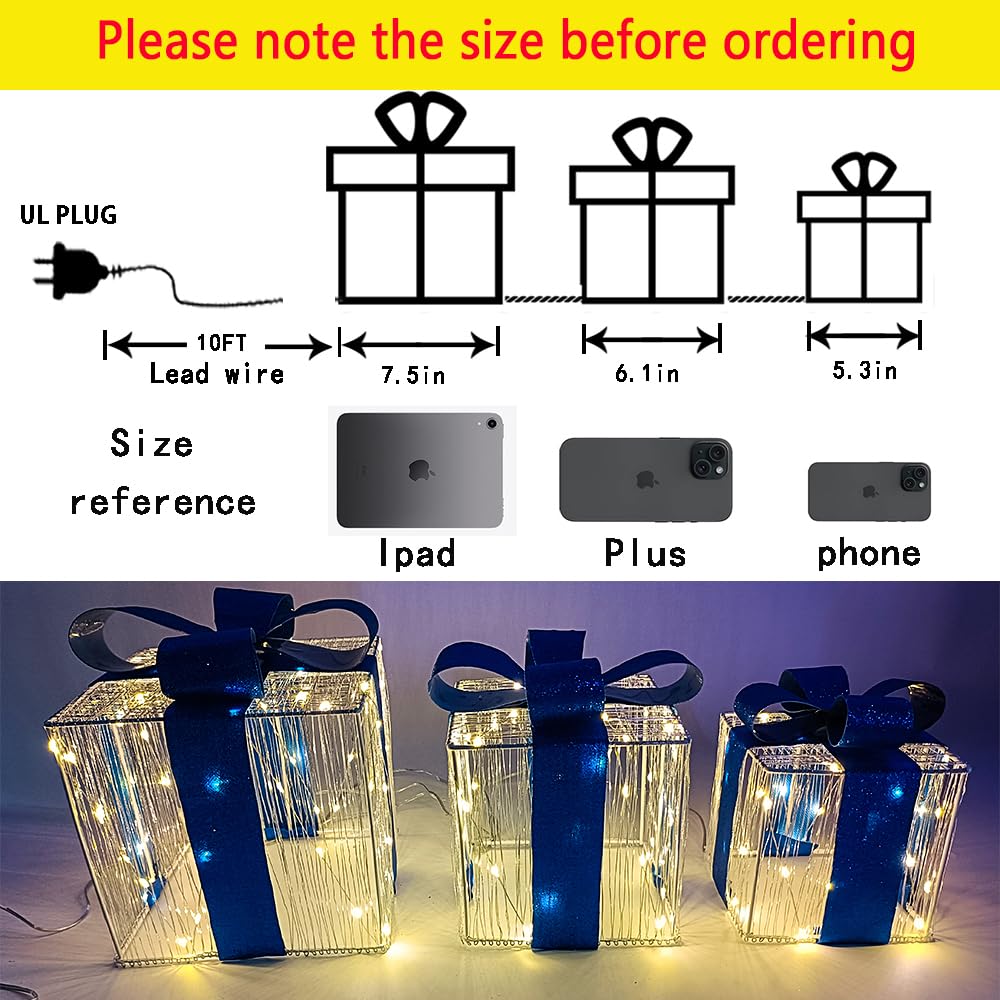 Please note the size before ordering
UL PLUG
10FT
Lead wire
7.5in
6.1in
5.3in
Size
reference
Ipad
Plus
phone